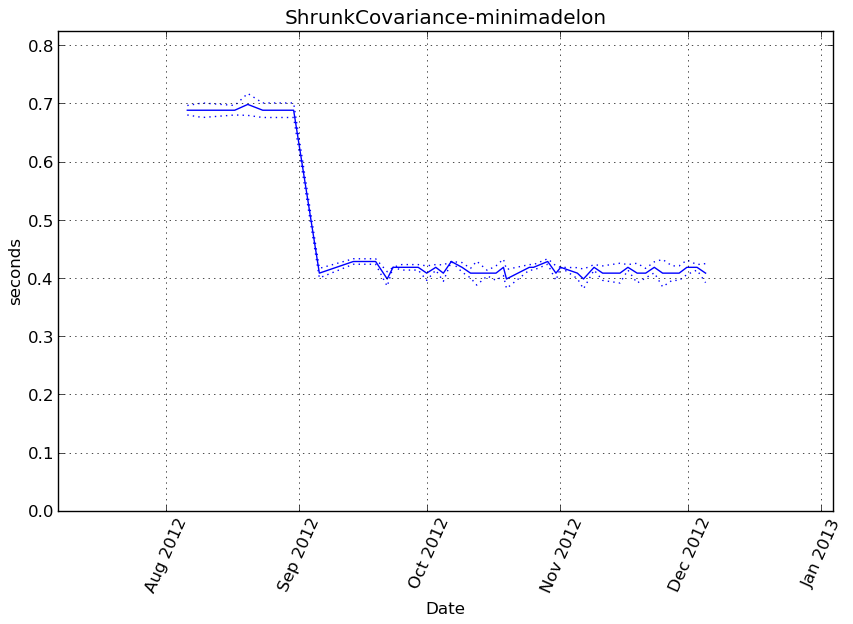 ShrunkCovariance-minimadelon
0.8
0.7
0.6
0.5
0.4
0.3
0.2
0.1
0.0
seconds
Aug 2012
Sep 2012
Oct 2012
Nov 2012
Dec 2012
Jan 2013
Date